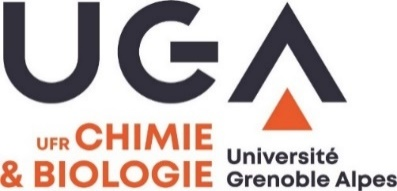 UGA
UFR CHIMIE
& BIOLOGIE
Université
Grenoble Alpes